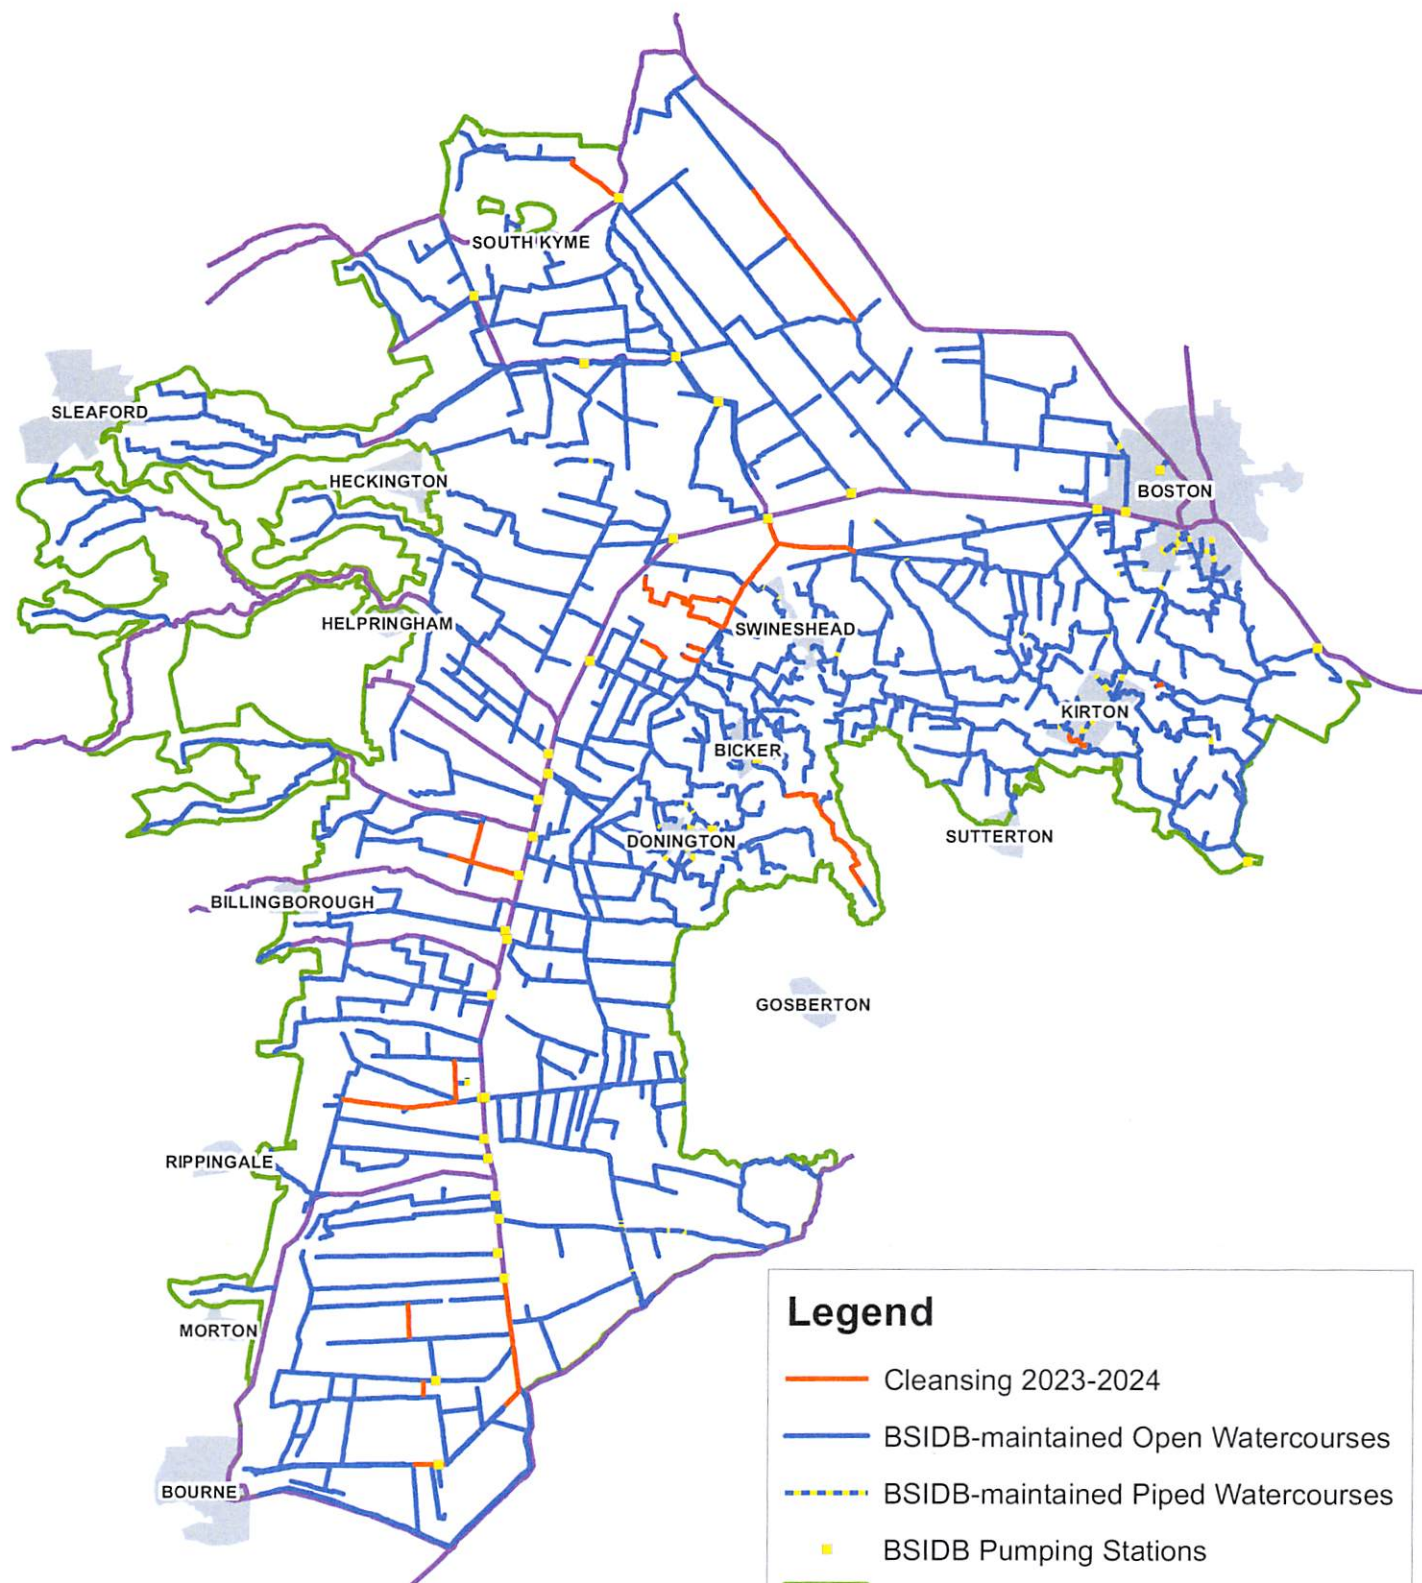 SOUTH KYME
SLEAFORD
HECKINGTON
BOSTON
HELPRINGHAM
SWINESHEAD
KIRTON
BICKER
DONINGTON
SUTTERTON
BILLINGBOROUGH
GOSBERTON
RIPPINGALE
MORTON
BOURNE
Legend
Cleansing 2023-2024
BSIDB-maintained Open Watercourses
BSIDB-maintained Piped Watercourses
BSIDB Pumping Stations